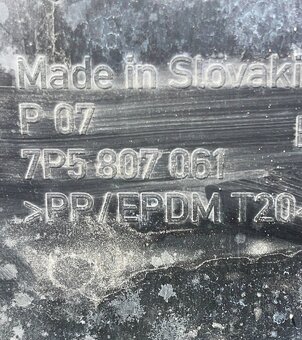 Made in Slovaki
P 07
7P5 807 061
>PP/EPDM T20